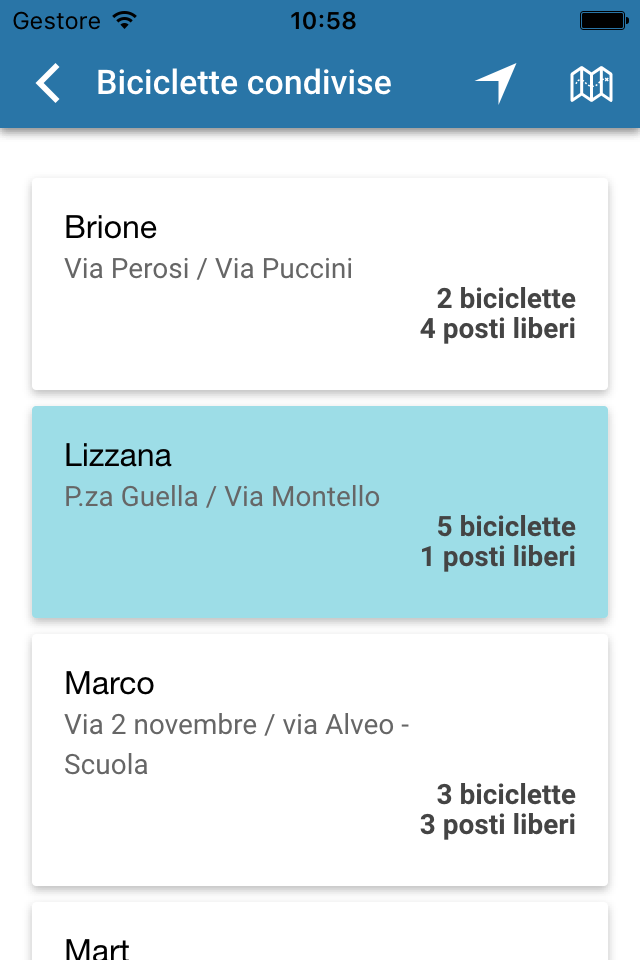 Gestore 10:58
Biciclette condivise
Brione
Via Perosi / Via Puccini
2 biciclette
4 posti liberi
Lizzana
P.za Guella / Via Montello
5 biciclette
1 posti liberi
Marco
Via 2 novembre / via Alveo -
Scuola
3 biciclette
3 posti liberi
Mart